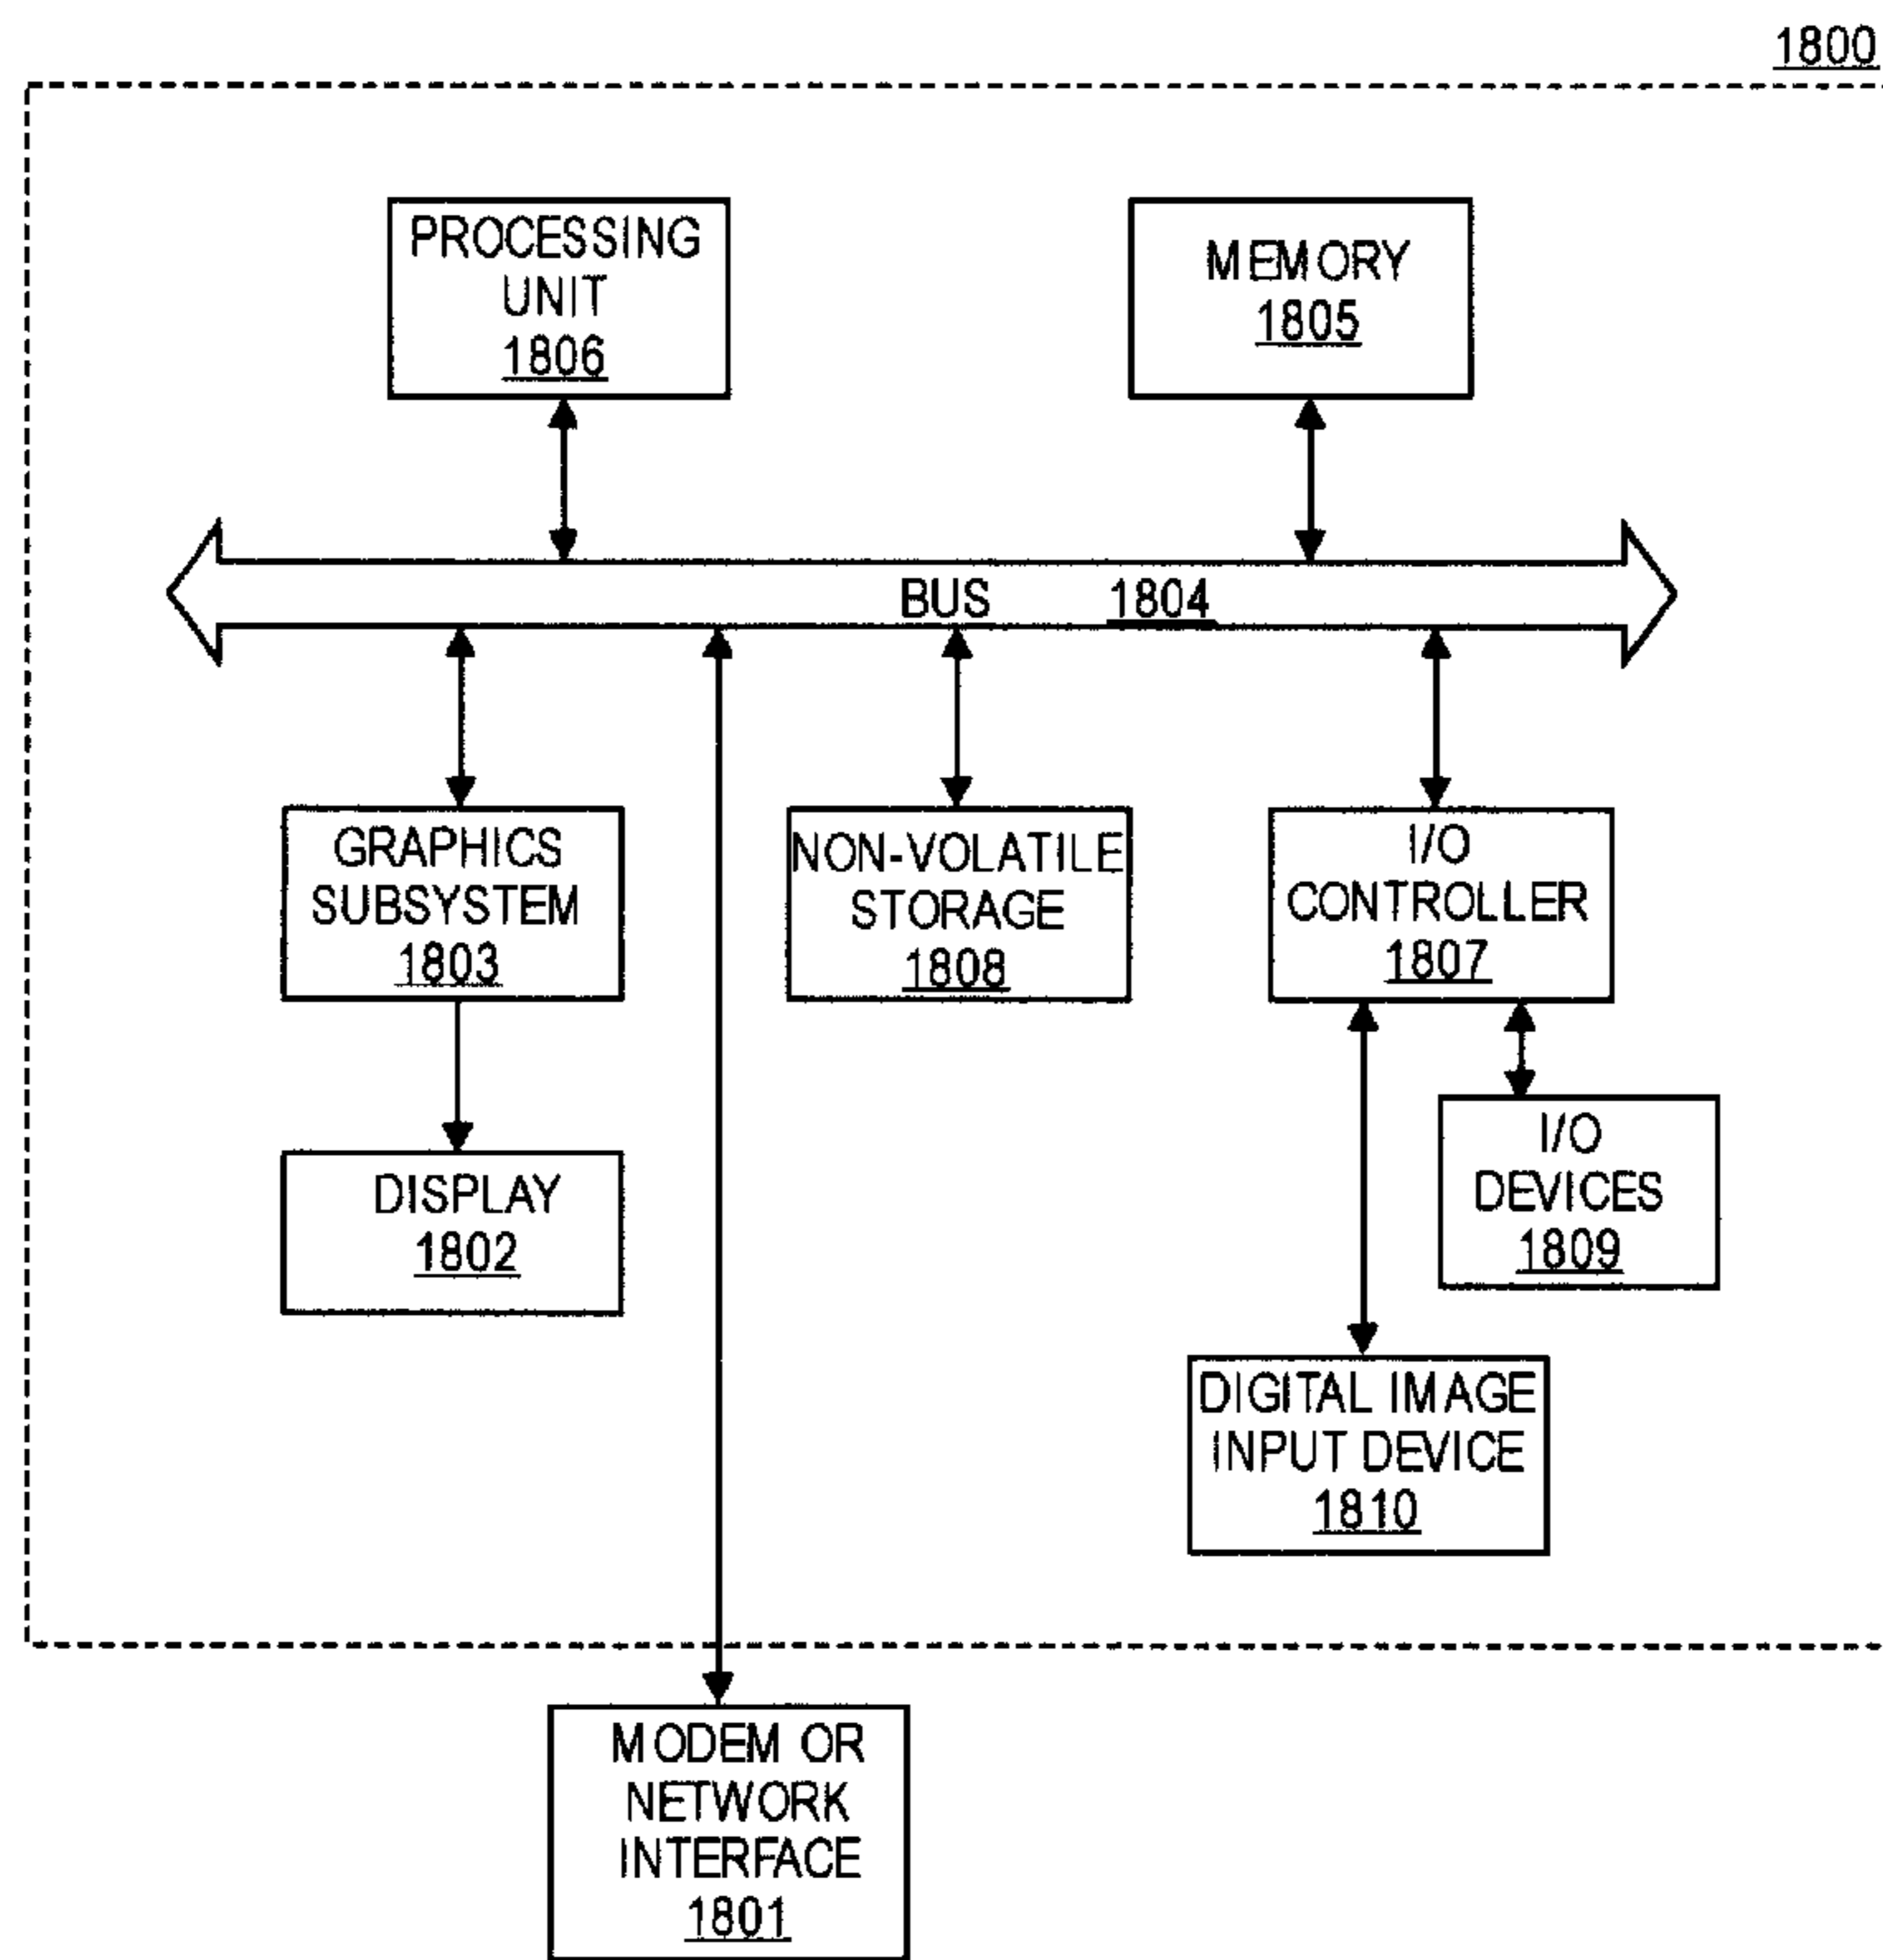 1800
PROCESSING
UNIT
1806
MEMORY
1805
BUS 1804
GRAPHICS
SUBSYSTEM
1803
NON-VOLATILE
STORAGE
1808
I/O
CONTROLLER
1807
DISPLAY
1802
I/O
DEVICES
1809
DIGITAL IMAGE
INPUT DEVICE
1810
MODEM OR
NETWORK
INTERFACE
1801